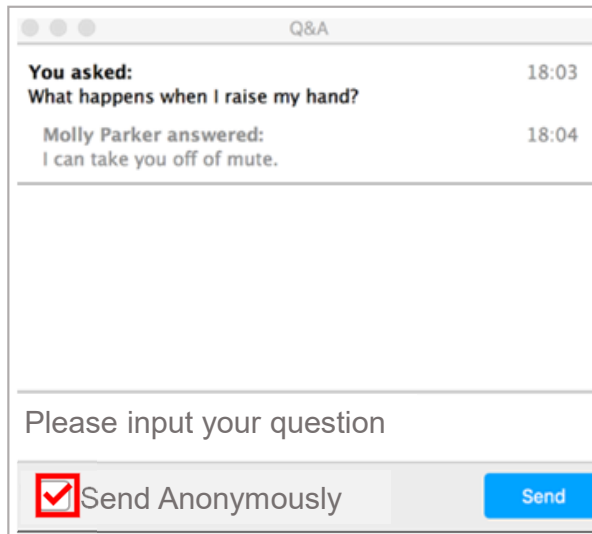 Q&A
You asked: 18:03
What happens when I raise my hand?
Molly Parker answered: 18:04
I can take you off of mute.
Please input your question
Send Anonymously Send